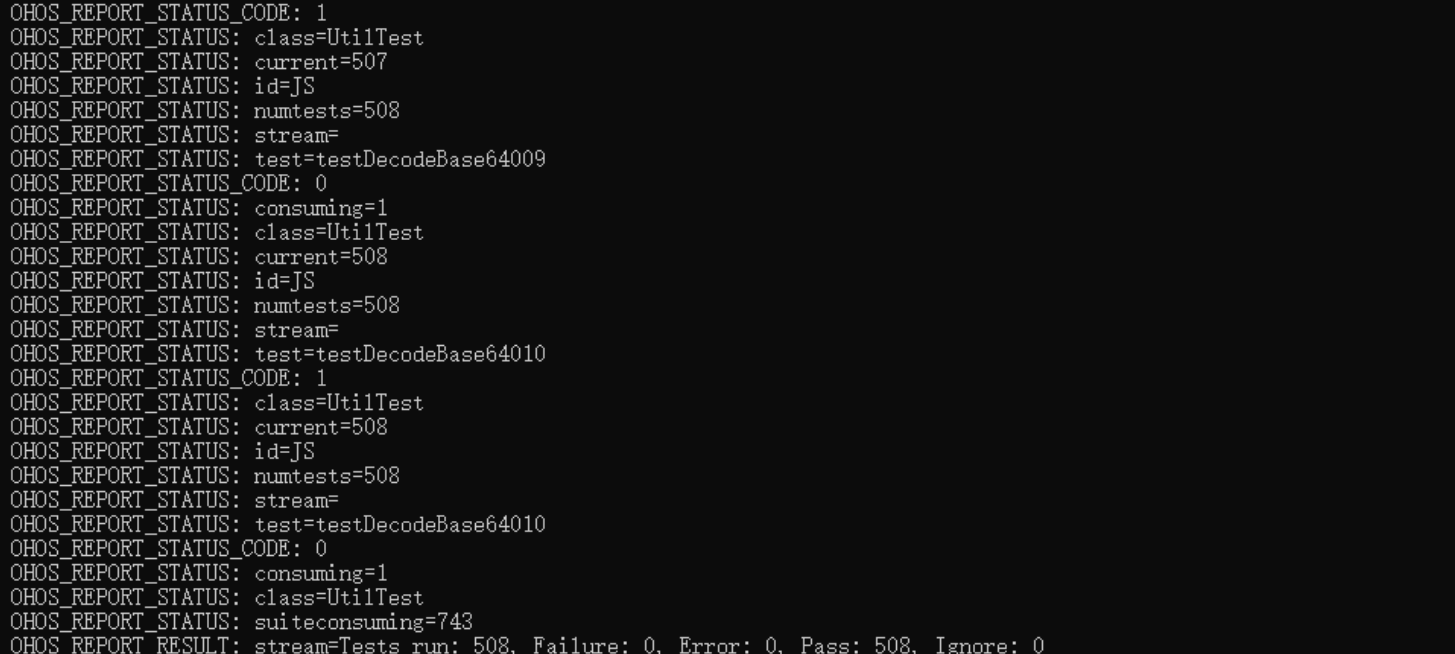 OHOS_REPORT_STATUS_CODE: 1
OHOS_REPORT_STATUS: class=UtilTest
OHOS_REPORT_STATUS: current=507
OHOS_REPORT_STATUS: id=JS
OHOS_REPORT_STATUS: numtests=508
OHOS_REPORT_STATUS: stream=
OHOS_REPORT_STATUS: test=testDecodeBase64009
OHOS_REPORT_STATUS_CODE: 0
OHOS_REPORT_STATUS: consuming=1
OHOS_REPORT_STATUS: class=UtilTest
OHOS_REPORT_STATUS: current=508
OHOS_REPORT_STATUS: id=JS
OHOS_REPORT_STATUS: numtests=508
OHOS_REPORT_STATUS: stream=
OHOS_REPORT_STATUS: test=testDecodeBase64010
OHOS_REPORT_STATUS_CODE: 1
OHOS_REPORT_STATUS: class=UtilTest
OHOS_REPORT_STATUS: current=508
OHOS_REPORT_STATUS: id=JS
OHOS_REPORT_STATUS: numtests=508
OHOS_REPORT_STATUS: stream=
OHOS_REPORT_STATUS: test=testDecodeBase64010
OHOS_REPORT_STATUS_CODE: 0
OHOS_REPORT_STATUS: consuming=1
OHOS_REPORT_STATUS: class=UtilTest
OHOS_REPORT_STATUS: suiteconsuming=743
OHOS_REPORT_RESULT: stream=Tests run: 508, Failure: 0, Error: 0, Pass: 508, Ignore: 0